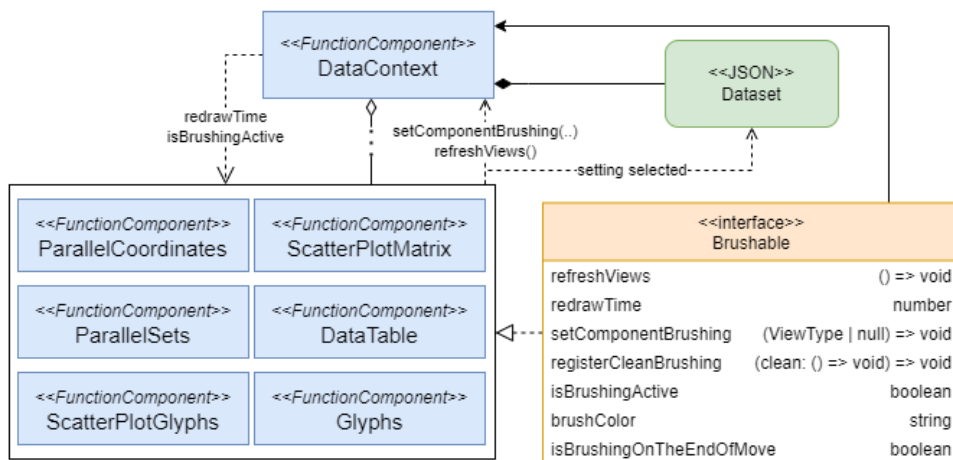 <<FunctionComponent>>
DataContext
<<JSON>>
Dataset
redrawTime
isBrushingActive
setComponentBrushing(..)
refreshViews()
setting selected
<<FunctionComponent>>
ParallelCoordinates
<<FunctionComponent>>
ScatterPlotMatrix
<<FunctionComponent>>
ParallelSets
<<FunctionComponent>>
DataTable
<<FunctionComponent>>
ScatterPlotGlyphs
<<FunctionComponent>>
Glyphs
<<interface>>
Brushable
refreshViews () => void
redrawTime number
setComponentBrushing (ViewType | null) => void
registerCleanBrushing (clean: () => void) => void
isBrushingActive boolean
brushColor string
isBrushingOnTheEndOfMove boolean